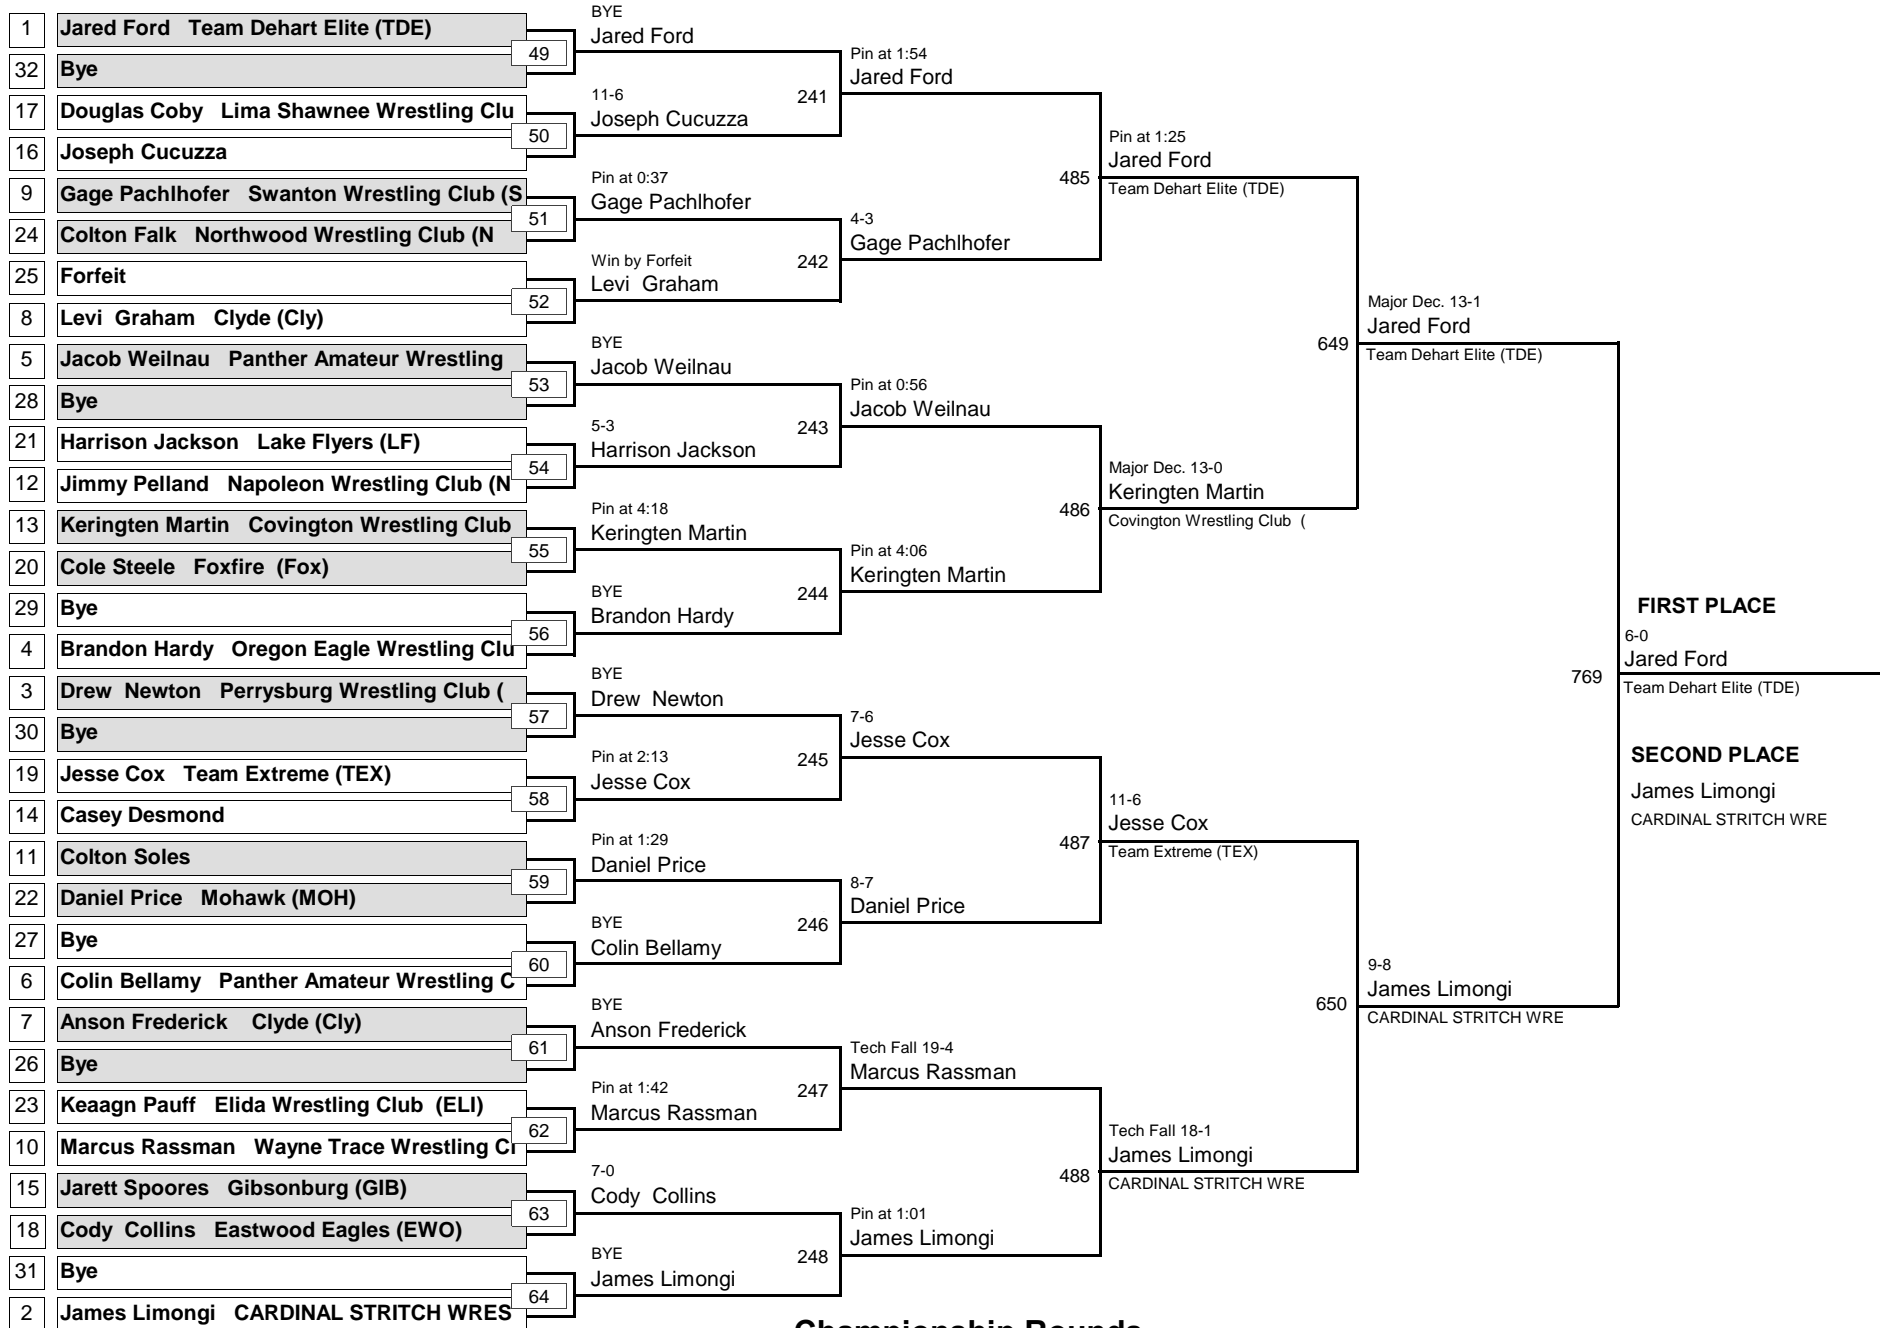 1 Jared Ford Team Dehart Elite (TDE)
32 Bye
17 Douglas Coby Lima Shawnee Wrestling Clu
16 Joseph Cucuzza
9 Gage Pachlhofer Swanton Wrestling Club (S
24 Colton Falk Northwood Wrestling Club (N
25 Forfeit
8 Levi Graham Clyde (Cly)
5 Jacob Weilnau Panther Amateur Wrestling
28 Bye
21 Harrison Jackson Lake Flyers (LF)
12 Jimmy Pelland Napoleon Wrestling Club (N
13 Keringten Martin Covington Wrestling Club
20 Cole Steele Foxfire (Fox)
29 Bye
4 Brandon Hardy Oregon Eagle Wrestling Clu
3 Drew Newton Perrysburg Wrestling Club (
30 Bye
19 Jesse Cox Team Extreme (TEX)
14 Casey Desmond
11 Colton Soles
22 Daniel Price Mohawk (MOH)
27 Bye
6 Colin Bellamy Panther Amateur Wrestling C
7 Anson Frederick Clyde (Cly)
26 Bye
23 Keaagn Pauff Elida Wrestling Club (ELI)
10 Marcus Rassman Wayne Trace Wrestling Cl
15 Jarett Spoores Gibsonburg (GIB)
18 Cody Collins Eastwood Eagles (EWO)
31 Bye
2 James Limongi CARDINAL STRITCH WRES
49
50
51
52
53
54
55
56
57
58
59
60
61
62
63
64
BYE
Jared Ford
11-6
Joseph Cucuzza
Pin at 0:37
Gage Pachlhofer
Win by Forfeit
Levi Graham
BYE
Jacob Weilnau
5-3
Harrison Jackson
Pin at 4:18
Keringten Martin
BYE
Brandon Hardy
BYE
Drew Newton
Pin at 2:13
Jesse Cox
Pin at 1:29
Daniel Price
BYE
Colin Bellamy
BYE
Anson Frederick
Pin at 1:42
Marcus Rassman
7-0
Cody Collins
BYE
James Limongi
241
242
243
244
245
246
247
248
Pin at 1:54
Jared Ford
4-3
Gage Pachlhofer
Pin at 0:56
Jacob Weilnau
Pin at 4:06
Keringten Martin
7-6
Jesse Cox
8-7
Daniel Price
Tech Fall 19-4
Marcus Rassman
Pin at 1:01
James Limongi
485
486
487
488
Pin at 1:25
Jared Ford
Team Dehart Elite (TDE)
Major Dec. 13-0
Keringten Martin
Covington Wrestling Club (
11-6
Jesse Cox
Team Extreme (TEX)
Tech Fall 18-1
James Limongi
CARDINAL STRITCH WRE
649
650
Major Dec. 13-1
Jared Ford
Team Dehart Elite (TDE)
9-8
James Limongi
CARDINAL STRITCH WRE
769
FIRST PLACE
6-0
Jared Ford
Team Dehart Elite (TDE)
SECOND PLACE
James Limongi
CARDINAL STRITCH WRE
Championship Rounds